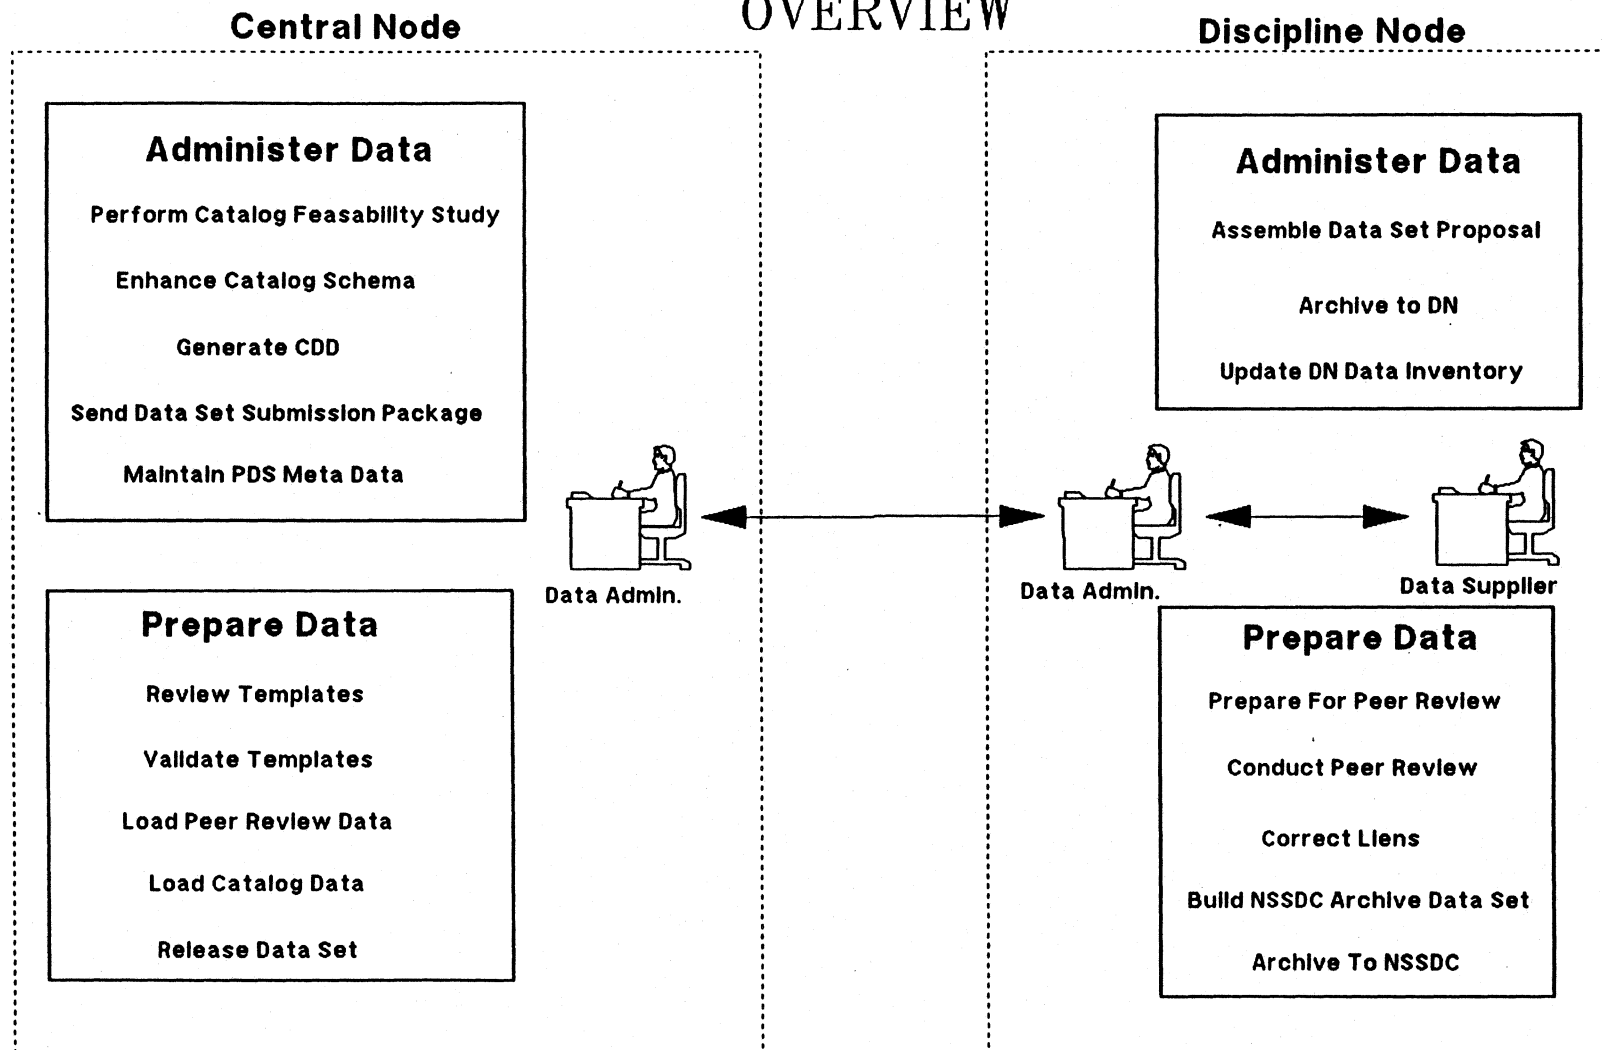 OVERVIEW
Central Node
Administer Data
Perform Catalog Feasability Study
Enhance Catalog Schema
Generate CDD
Send Data Set Submission Package
Maintain PDS Meta Data
Data Admin.
Prepare Data
Review Templates
Validate Templates
Load Peer Review Data
Load Catalog Data
Release Data Set
Discipline Node
Administer Data
Assemble Data Set Proposal
Archive to DN
Update DN Data Inventory
Data Admin.
Data Supplier
Prepare Data
Prepare For Peer Review
Conduct Peer Review
Correct Liens
Build NSSDC Archive Data Set
Archive To NSSDC